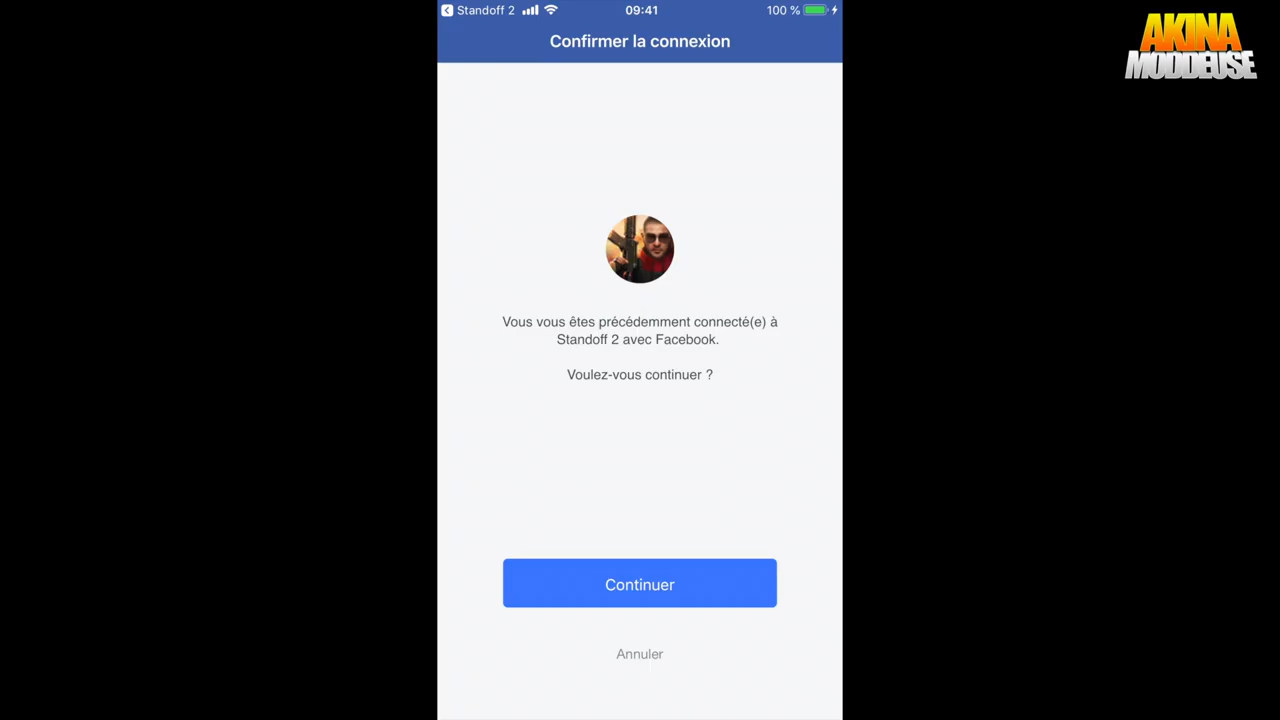 Standoff 2
09:41
100 %
Confirmer la connexion
AKINA
MODDEUSE
Vous vous êtes précédemment connecté(e) à
Standoff 2 avec Facebook.
Voulez-vous continuer ?
Continuer
Annuler